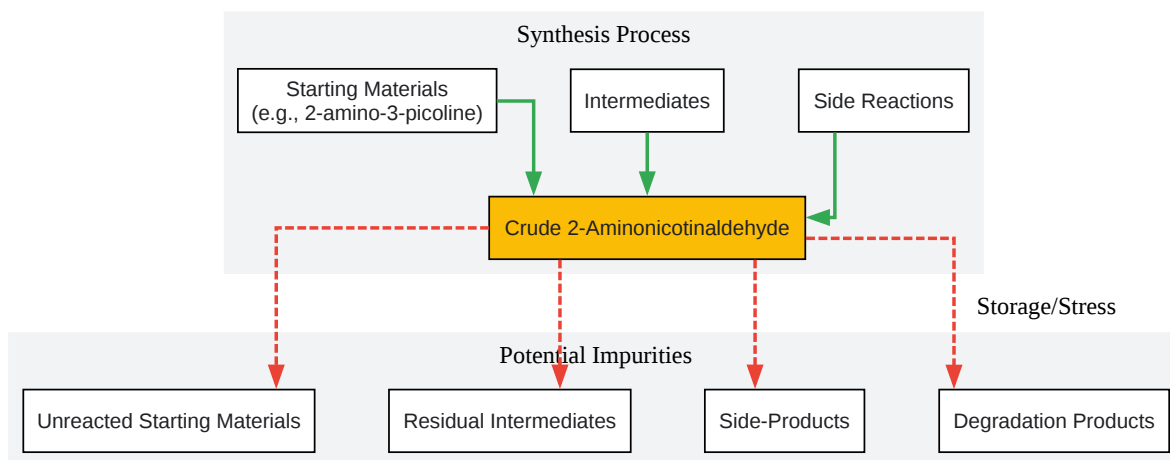 Synthesis Process
Starting Materials
(e.g., 2-amino-3-picoline)
Intermediates
Side Reactions
Crude 2-Aminonicotinaldehyde
Storage/Stress
Potential Impurities
Unreacted Starting Materials
Residual Intermediates
Side-Products
Degradation Products